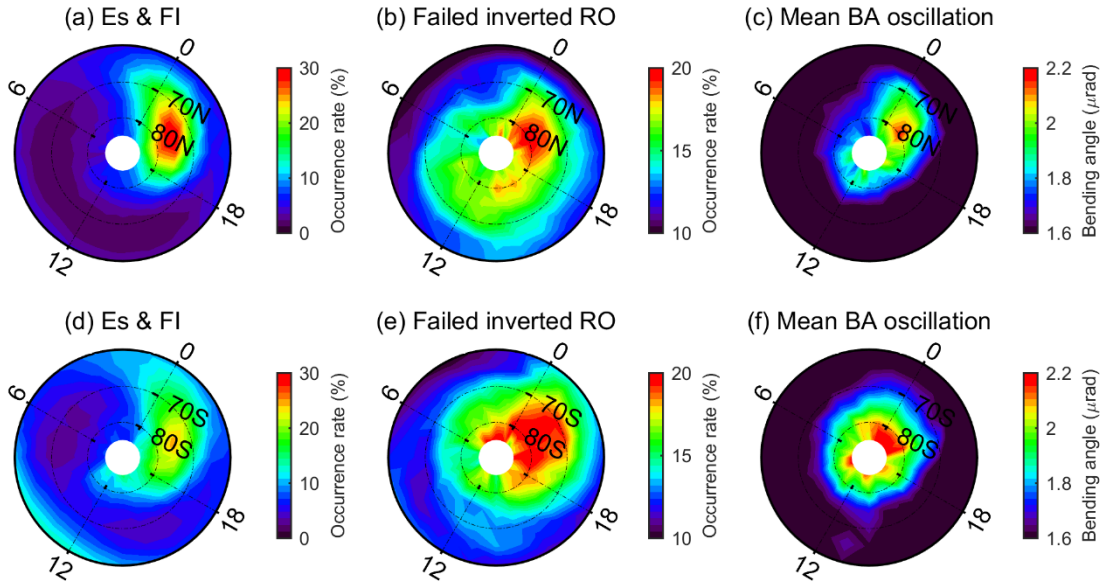 (a) Es & FI
(b) Failed inverted RO
(c) Mean BA oscillation
0
6
12
18
70N
80N
30
20
10
0
Occurrence rate (%)
0
6
12
18
70N
80N
20
15
10
Occurrence rate (%)
0
6
12
18
70N
80N
2.2
2
1.8
1.6
Bending angle (μrad)
(d) Es & FI
(e) Failed inverted RO
(f) Mean BA oscillation
0
6
12
18
70S
80S
30
20
10
0
Occurrence rate (%)
0
6
12
18
70S
80S
20
15
10
Occurrence rate (%)
0
6
12
18
70S
80S
2.2
2
1.8
1.6
Bending angle (μrad)